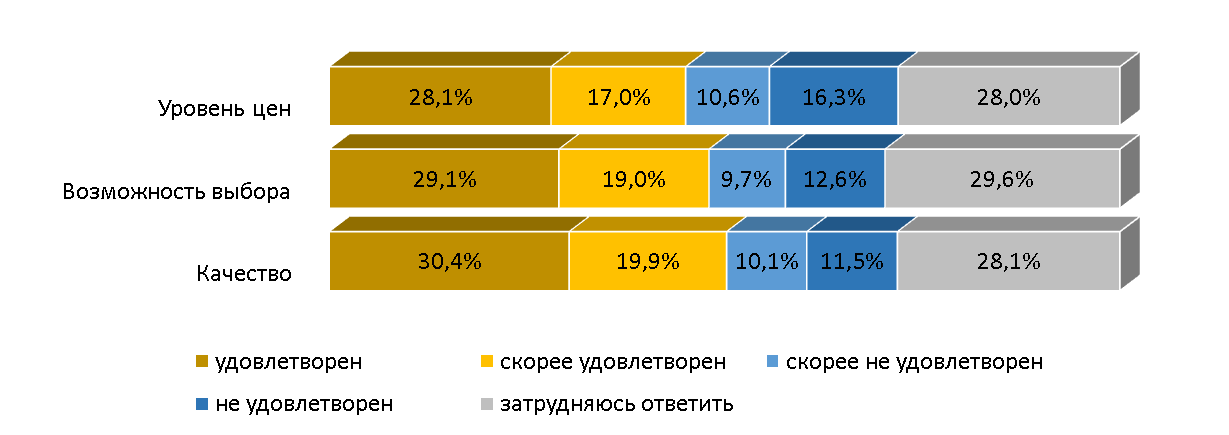 Уровень цен 28,1% 17,0% 10,6% 16,3% 28,0%
Возможность выбора 29,1% 19,0% 9,7% 12,6% 29,6%
Качество 30,4% 19,9% 10,1% 11,5% 28,1%
удовлетворен скорее удовлетворен скорее не удовлетворен
не удовлетворен затрудняюсь ответить